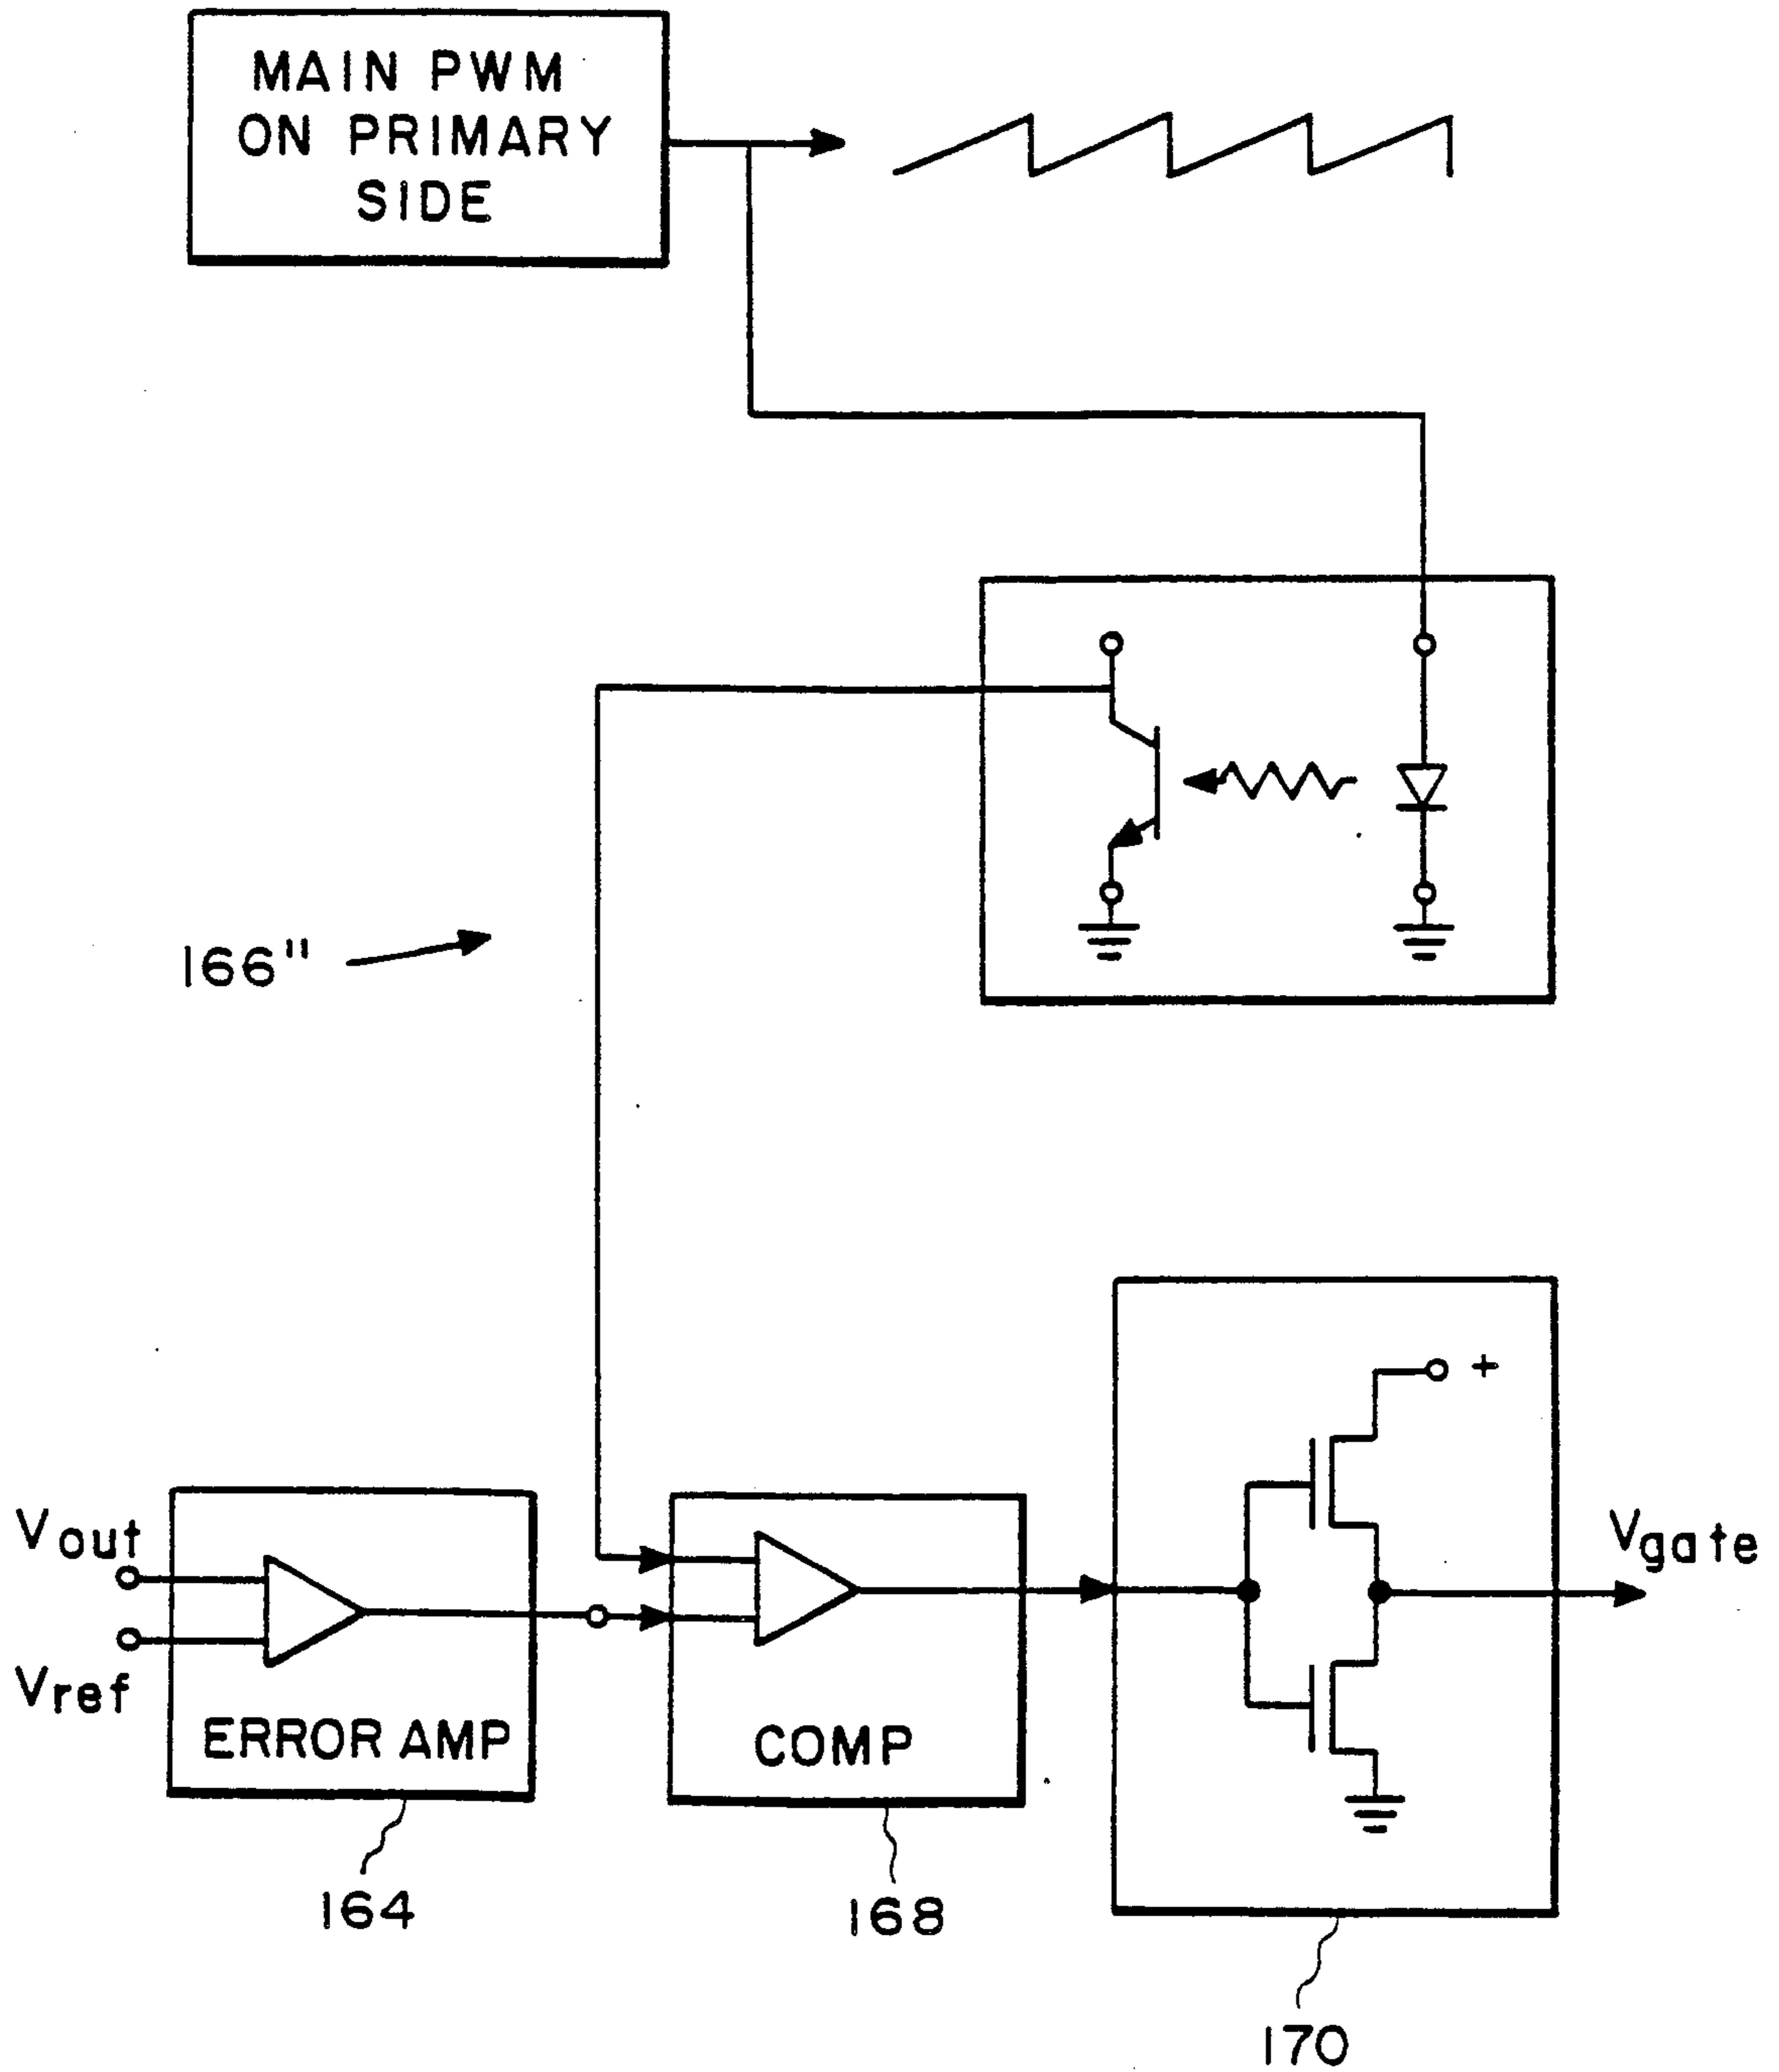 MAIN PWM
ON PRIMARY
SIDE
166"
+
Vout
Vref
Vgate
ERROR AMP
COMP
164
168
170